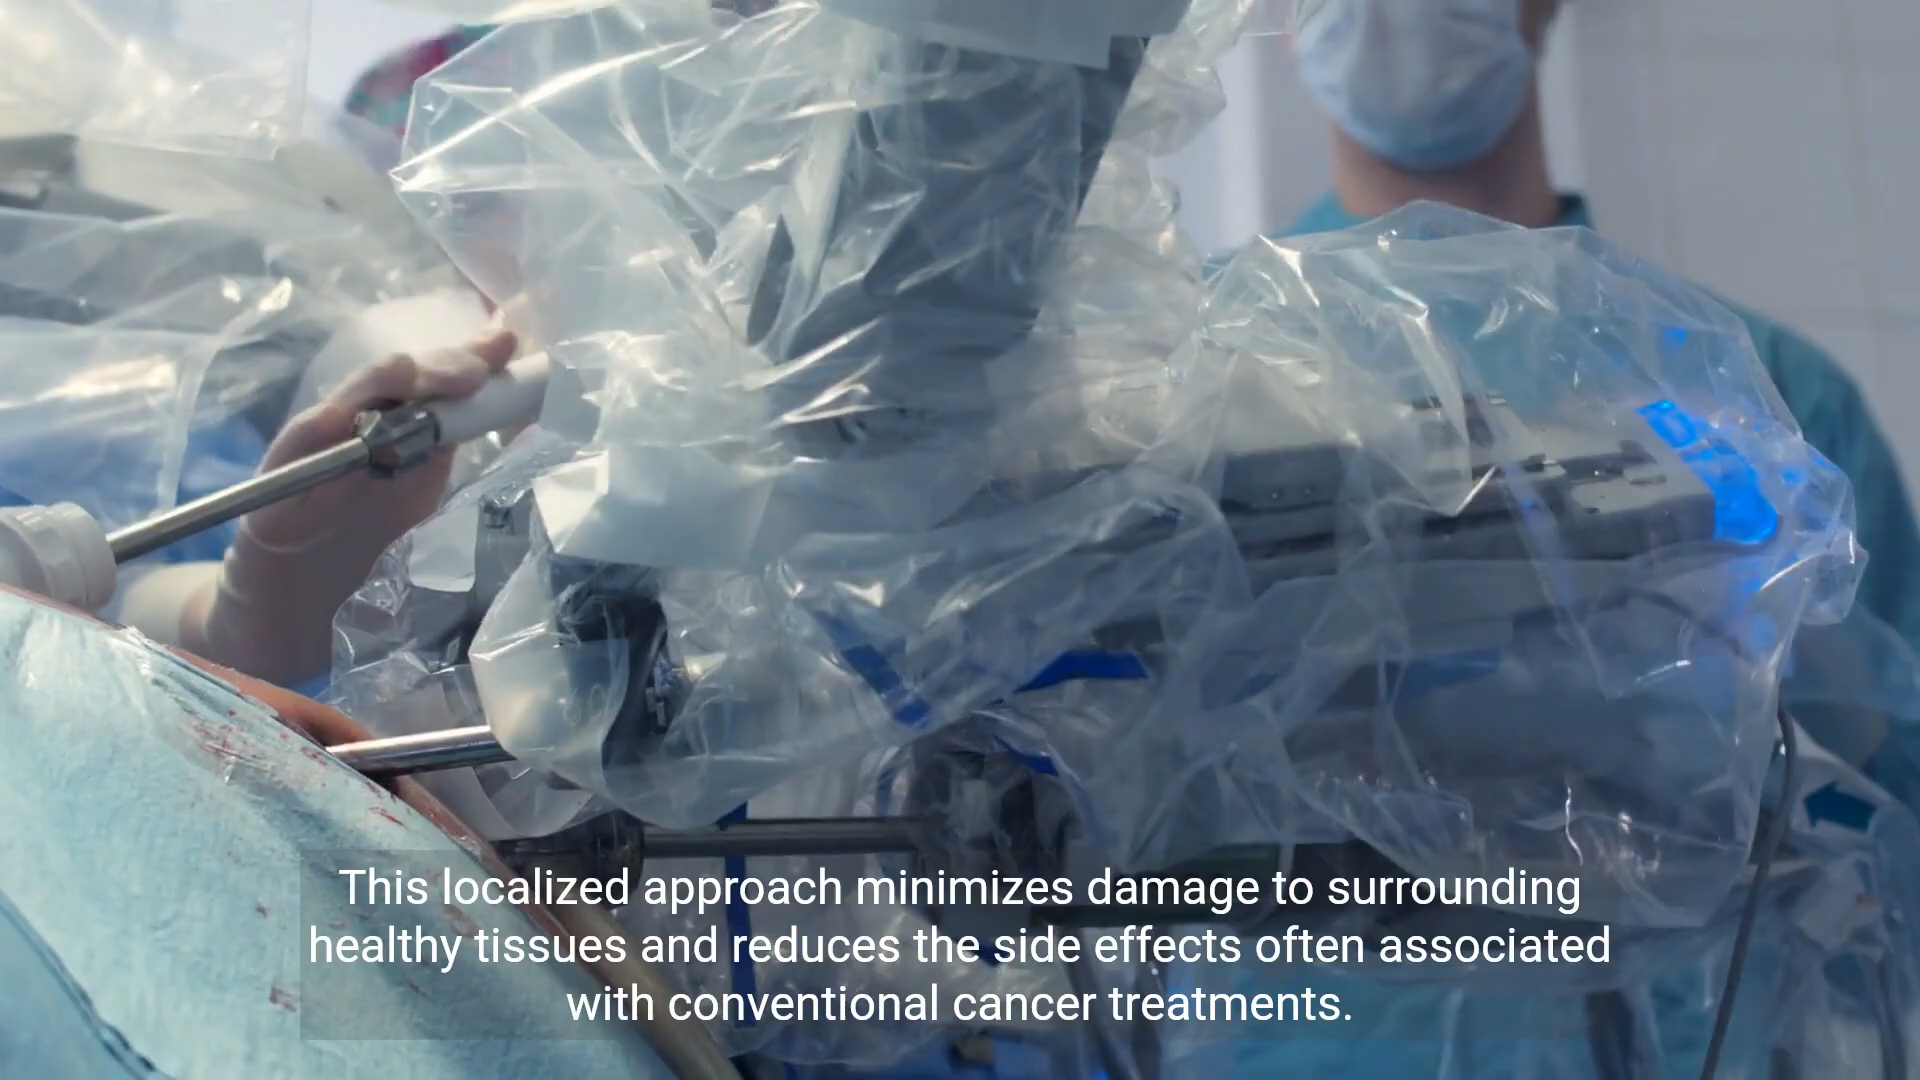 This localized approach minimizes damage to surrounding
healthy tissues and reduces the side effects often associated
with conventional cancer treatments.